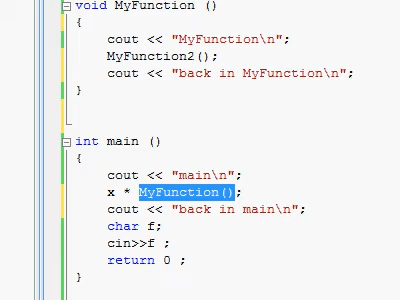 void MyFunction ()
{
cout << "MyFunction\n";
MyFunction2();
cout << "back in MyFunction\n";
}
int main ()
{
cout << "main\n";
x * MyFunction();
cout << "back in main\n";
char f;
cin>>f ;
return 0 ;
}